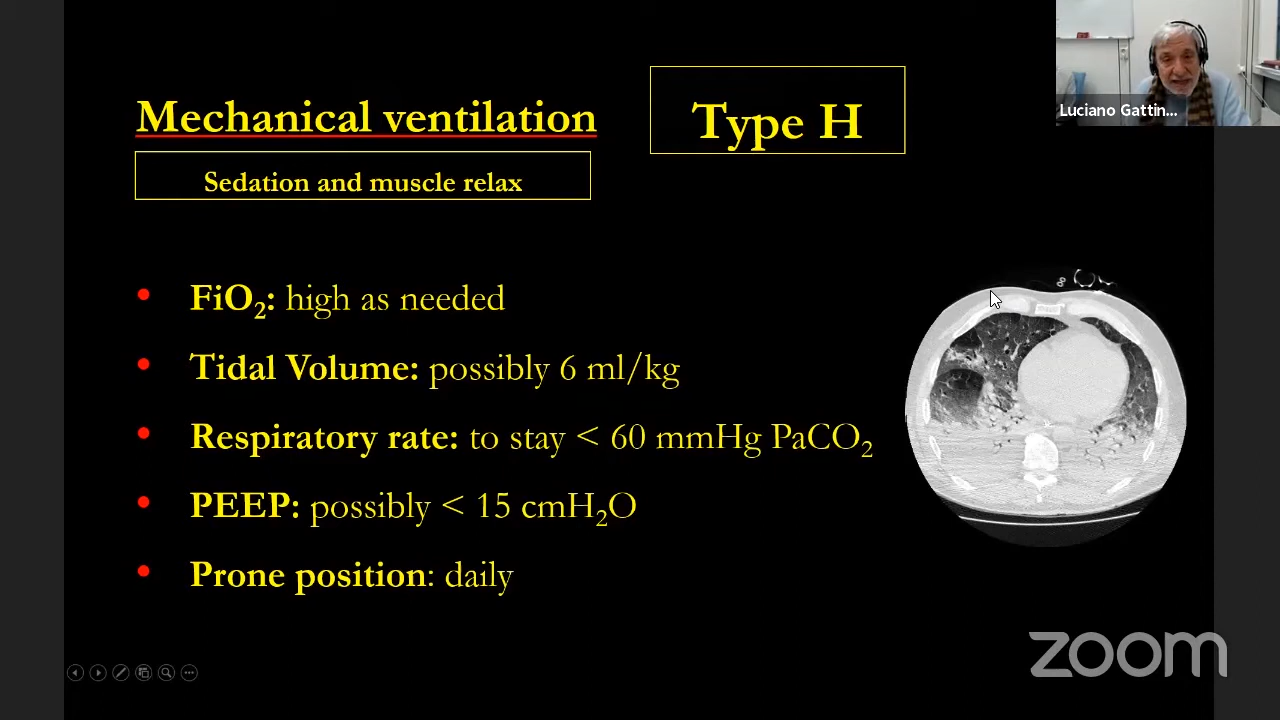 Mechanical ventilation
Type H
Sedation and muscle relax
Luciano Gattin...
• FiO₂: high as needed
• Tidal Volume: possibly 6 ml/kg
• Respiratory rate: to stay < 60 mmHg PaCO₂
• PEEP: possibly < 15 cmH₂O
• Prone position: daily
zoom